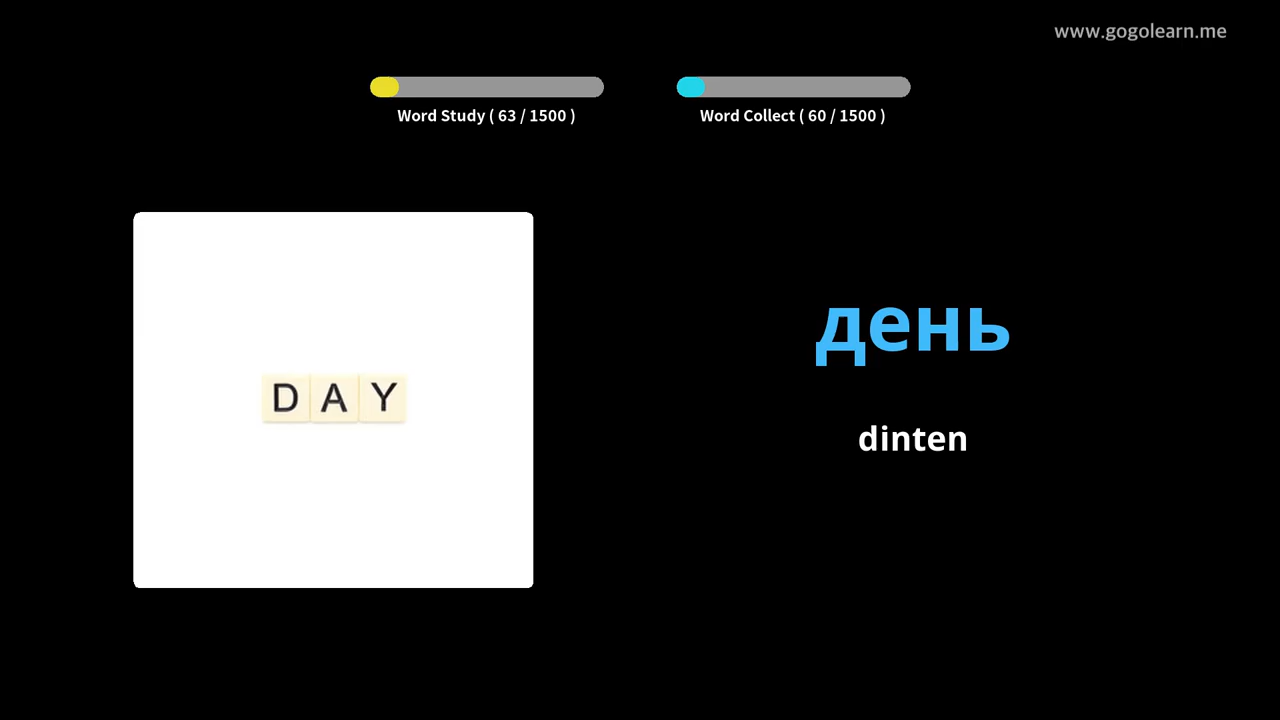 www.gogolearn.me
Word Study ( 63 / 1500 )
Word Collect ( 60 / 1500 )
DAY
день
dinten